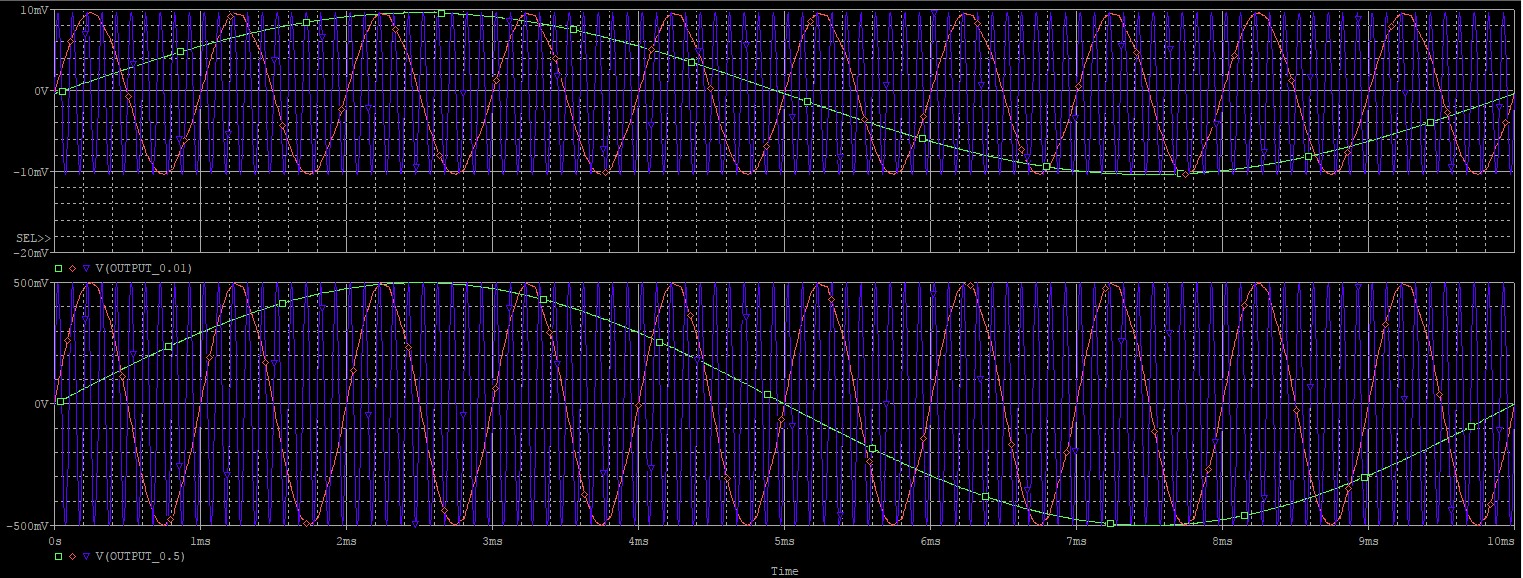 10mV
0V
-10mV
SEL>>
-20mV
V(OUTPUT_0.01)
500mV
0V
-500mV
0s 1ms 2ms 3ms 4ms 5ms 6ms 7ms 8ms 9ms 10ms
V(OUTPUT_0.5)
Time